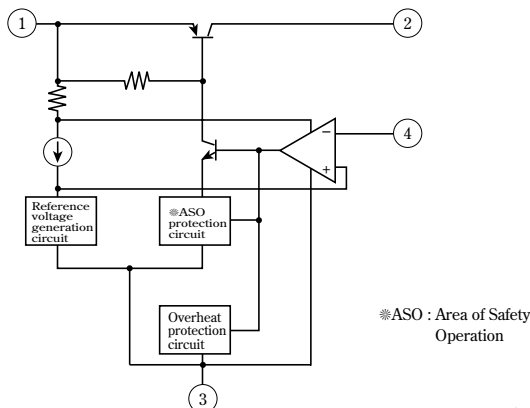 1
2
−
4
+
Reference
voltage
generation
circuit
※ASO
protection
circuit
Overheat
protection
circuit
※ASO : Area of Safety
Operation
3